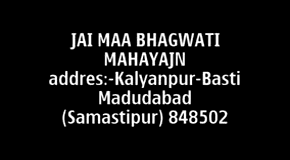 JAI MAA BHAGWATI
MAHAYAJN
addres:-Kalyanpur-Basti
Madudabad
(Samastipur) 848502